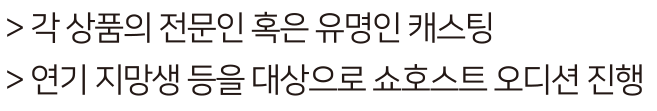 > 각 상품의 전문인 혹은 유명인 캐스팅
> 연기 지망생 등을 대상으로 쇼호스트 오디션 진행